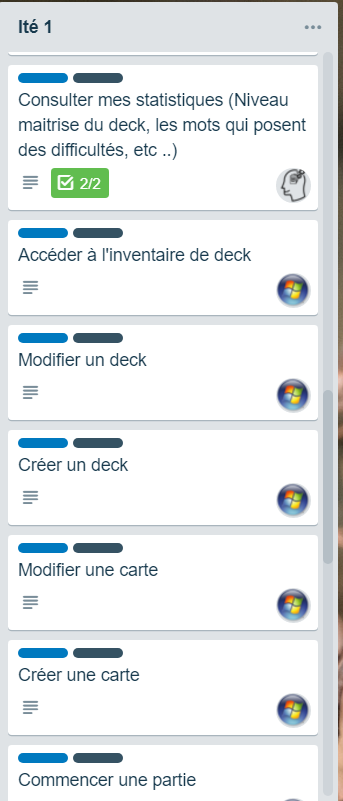 Ité 1
Consulter mes statistiques (Niveau
maitrise du deck, les mots qui posent
des difficultés, etc ..)
2/2
Accéder à l'inventaire de deck
Modifier un deck
Créer un deck
Modifier une carte
Créer une carte
Commencer une partie